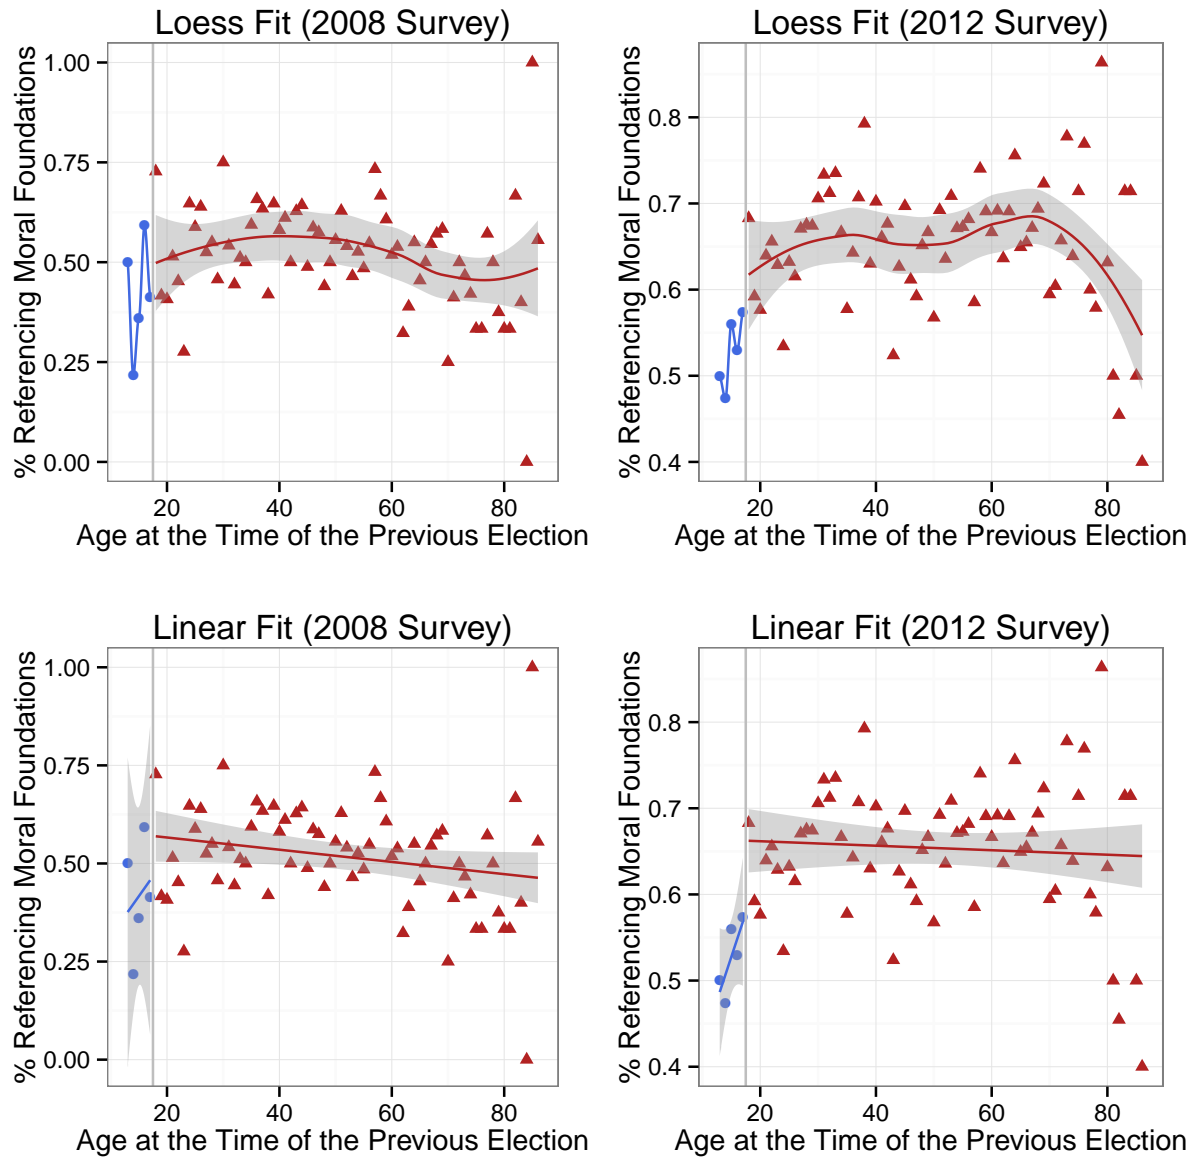 Loess Fit (2008 Survey)
% Referencing Moral Foundations
1.00
0.75
0.50
0.25
0.00
20 40 60 80
Age at the Time of the Previous Election
Loess Fit (2012 Survey)
% Referencing Moral Foundations
0.8
0.7
0.6
0.5
0.4
20 40 60 80
Age at the Time of the Previous Election
Linear Fit (2008 Survey)
% Referencing Moral Foundations
1.00
0.75
0.50
0.25
0.00
20 40 60 80
Age at the Time of the Previous Election
Linear Fit (2012 Survey)
% Referencing Moral Foundations
0.8
0.7
0.6
0.5
0.4
20 40 60 80
Age at the Time of the Previous Election